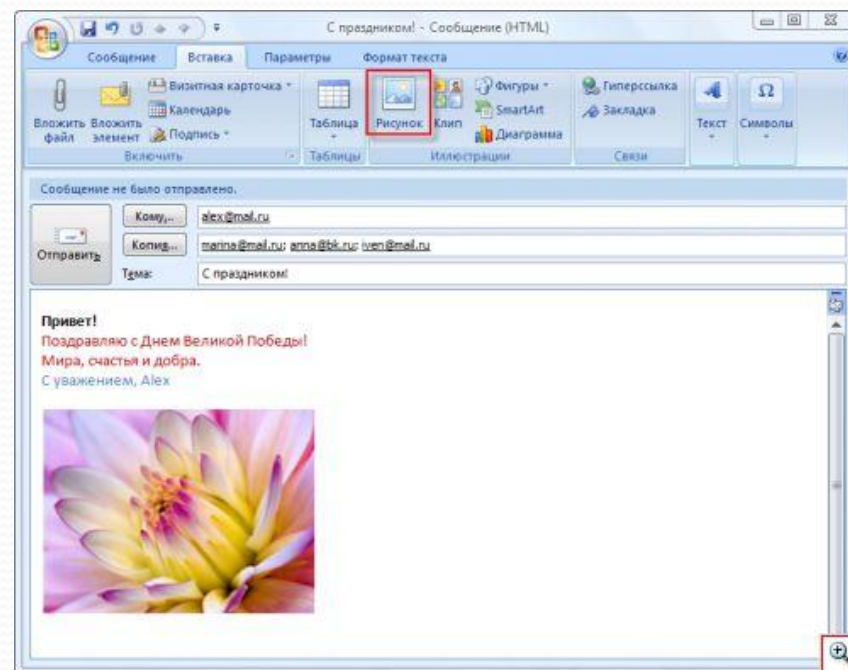 С праздником! - Сообщение (HTML)
Сообщение Вставка Параметры Формат текста
Вложить файл
Вложить элемент
Визитная карточка
Календарь
Подпись
Включить
Таблица
Таблицы
Рисунок
Клип
Фигуры
SmartArt
Диаграмма
Иллюстрации
Гиперссылка
Закладка
Связи
Текст
Символы
Сообщение не было отправлено.
Отправить
Кому...
alex@mail.ru
Копия...
marina@mail.ru; anna@bk.ru; iven@mail.ru
Тема:
С праздником!
Привет!
Поздравляю с Днем Великой Победы!
Мира, счастья и добра.
С уважением, Alex